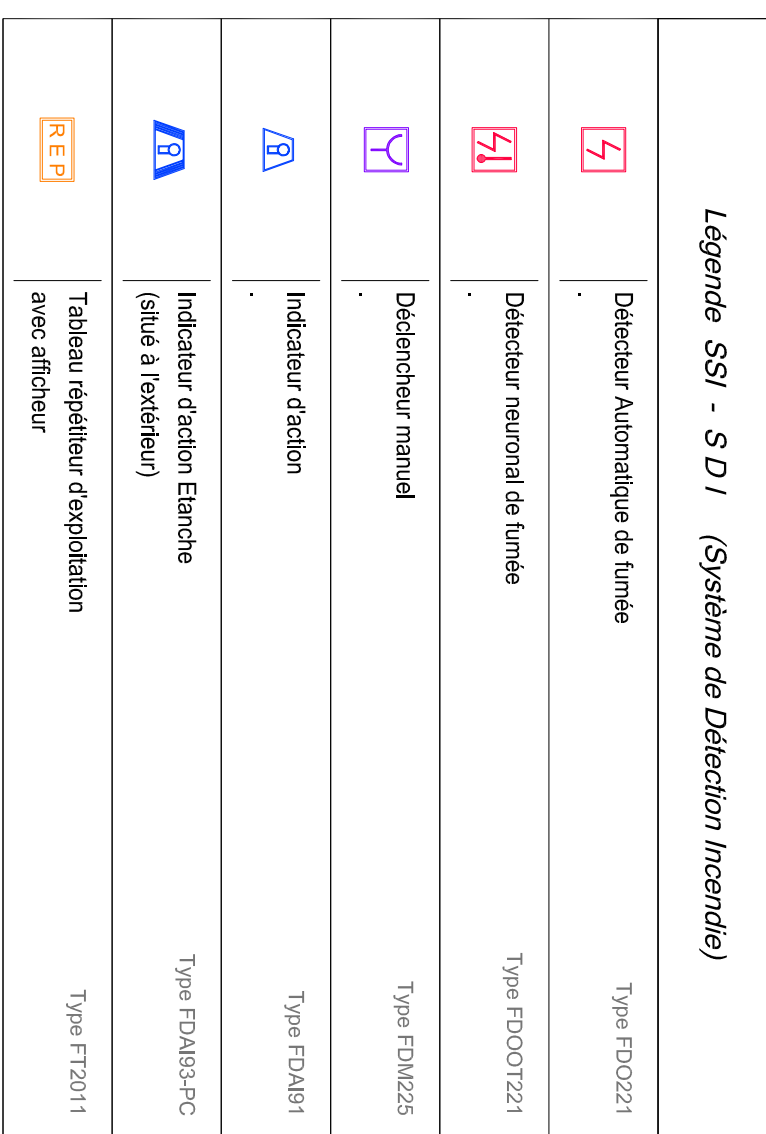 Légende SSI - S D I (Système de Détection Incendie)
Détecteur Automatique de fumée
.
Type FDO221
Détecteur neuronal de fumée
.
Type FDOOT221
Déclencheur manuel
.
Type FDM225
Indicateur d'action
.
Type FDAI91
Indicateur d'action Etanche
(situé à l'extérieur)
Type FDAI93-PC
REP
Tableau répétiteur d'exploitation
avec afficheur
Type FT2011